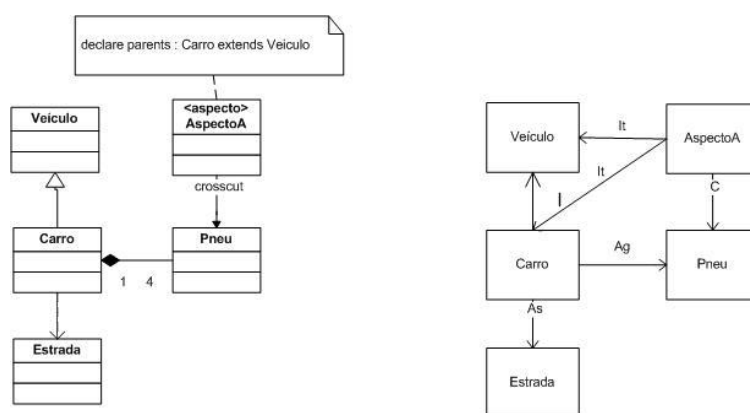 declare parents : Carro extends Veiculo
Veículo
<aspecto>
AspectoA
crosscut
Carro
Pneu
1 4
Estrada
Veículo
It
AspectoA
It
I
C
Carro
Ag
Pneu
As
Estrada